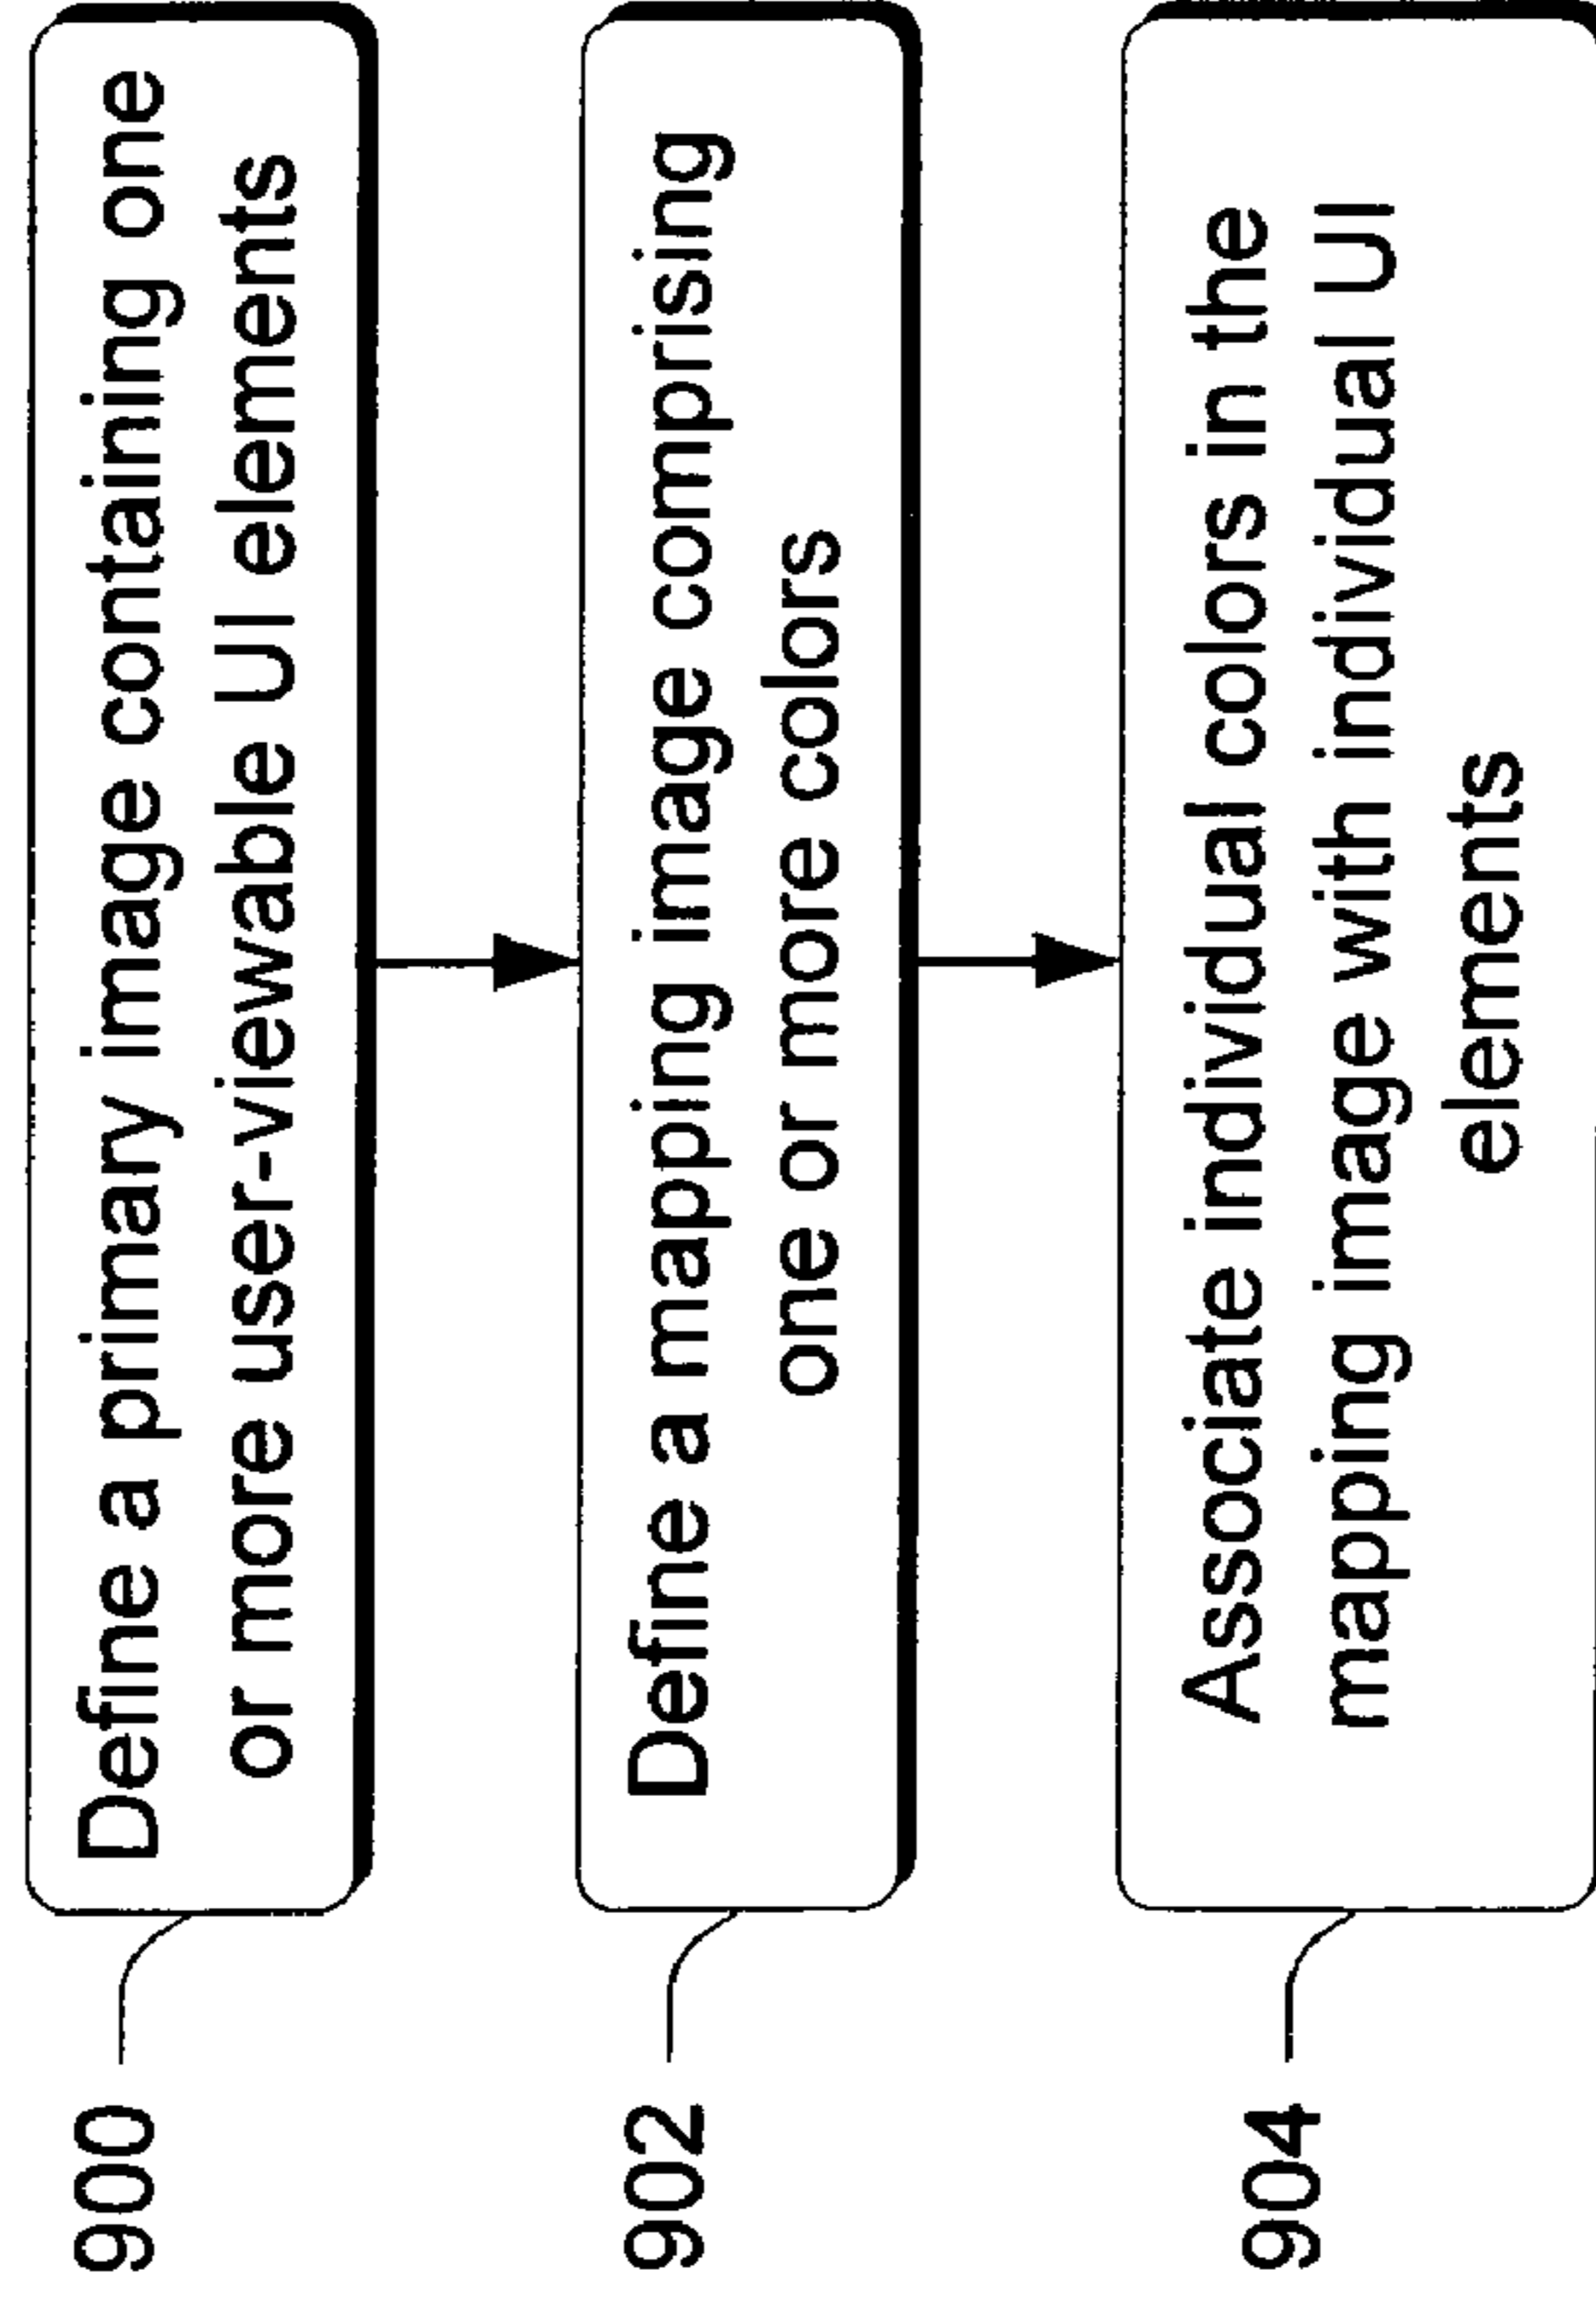 900
Define a primary image containing one
or more user-viewable UI elements
902
Define a mapping image comprising
one or more colors
904
Associate individual colors in the
mapping image with individual UI
elements